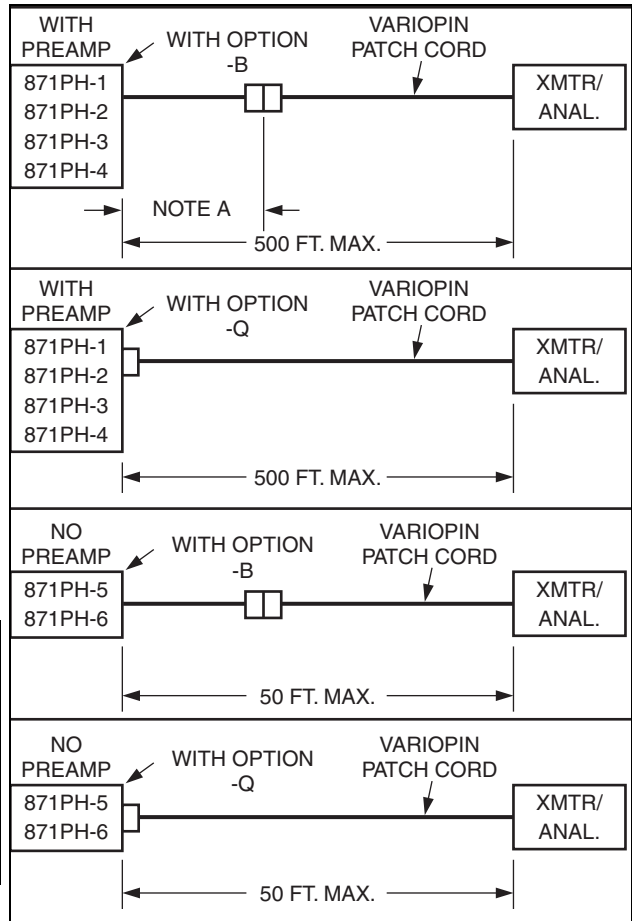 WITH
PREAMP
WITH OPTION
-B
VARIOPIN
PATCH CORD
871PH-1
871PH-2
871PH-3
871PH-4
XMTR/
ANAL.
NOTE A
500 FT. MAX.
WITH
PREAMP
WITH OPTION
-Q
VARIOPIN
PATCH CORD
871PH-1
871PH-2
871PH-3
871PH-4
XMTR/
ANAL.
500 FT. MAX.
NO
PREAMP
WITH OPTION
-B
VARIOPIN
PATCH CORD
871PH-5
871PH-6
XMTR/
ANAL.
50 FT. MAX.
NO
PREAMP
WITH OPTION
-Q
VARIOPIN
PATCH CORD
871PH-5
871PH-6
XMTR/
ANAL.
50 FT. MAX.